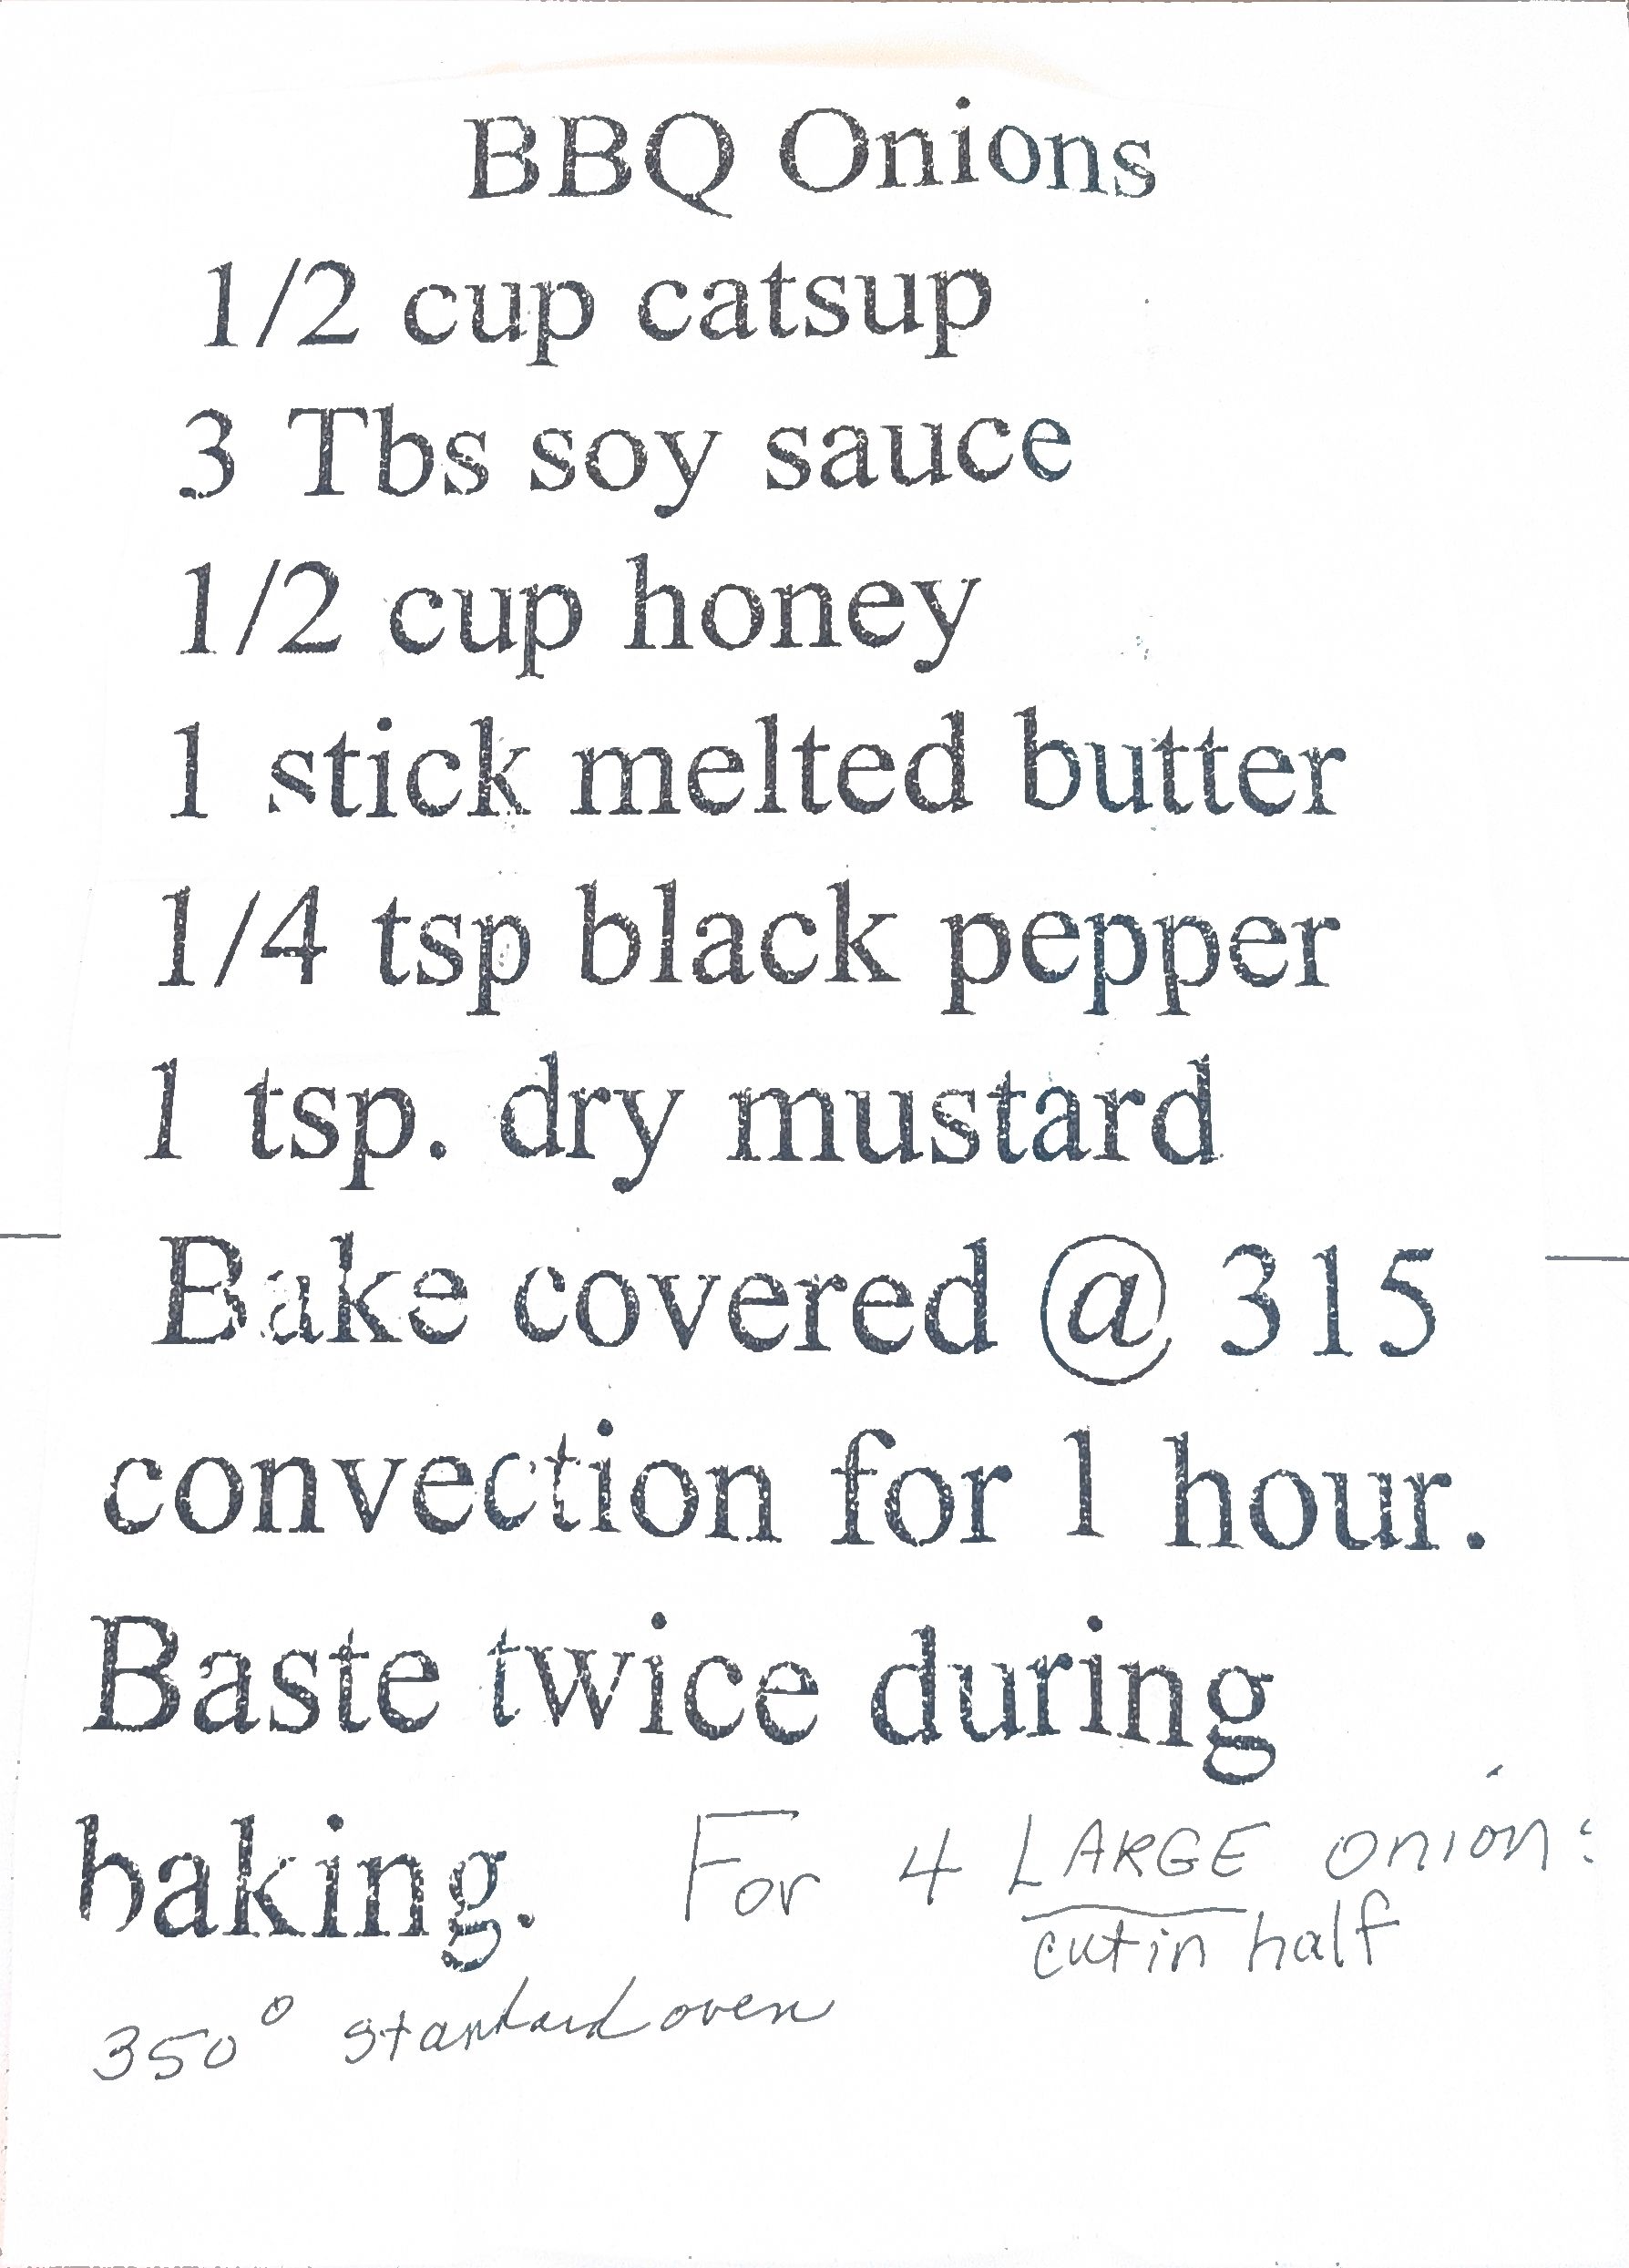 BBQ Onions
1/2 cup catsup
3 Tbs soy sauce
1/2 cup honey
1 stick melted butter
1/4 tsp black pepper
1 tsp. dry mustard
Bake covered @ 315
convection for 1 hour.
Baste twice during
baking. For 4 LARGE onions
cut in half
350° standard oven